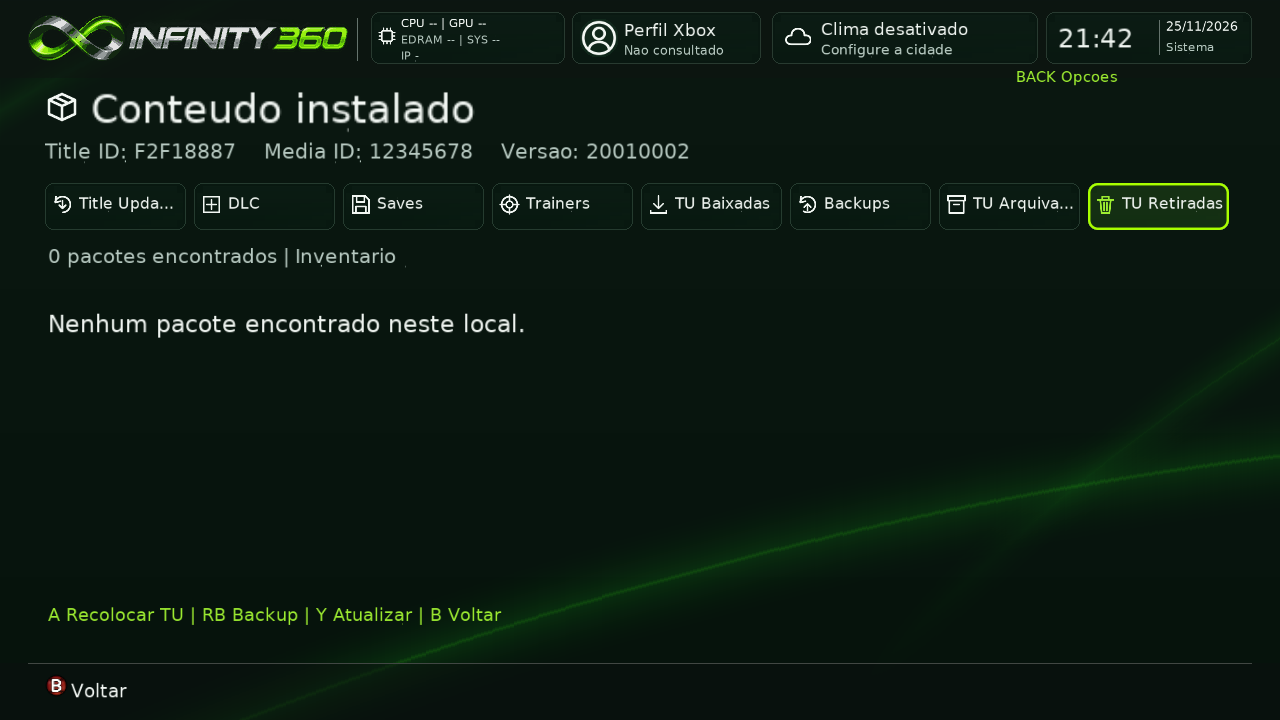 INFINITY 360
CPU -- | GPU --
EDRAM -- | SYS --
IP -
Perfil Xbox
Nao consultado
Clima desativado
Configure a cidade
21:42
25/11/2026
Sistema
BACK Opcoes
Conteudo instalado
Title ID: F2F18887 Media ID: 12345678 Versao: 20010002
Title Upda... DLC Saves Trainers TU Baixadas Backups TU Arquiva... TU Retiradas
0 pacotes encontrados | Inventario
Nenhum pacote encontrado neste local.
A Recolocar TU | RB Backup | Y Atualizar | B Voltar
B Voltar